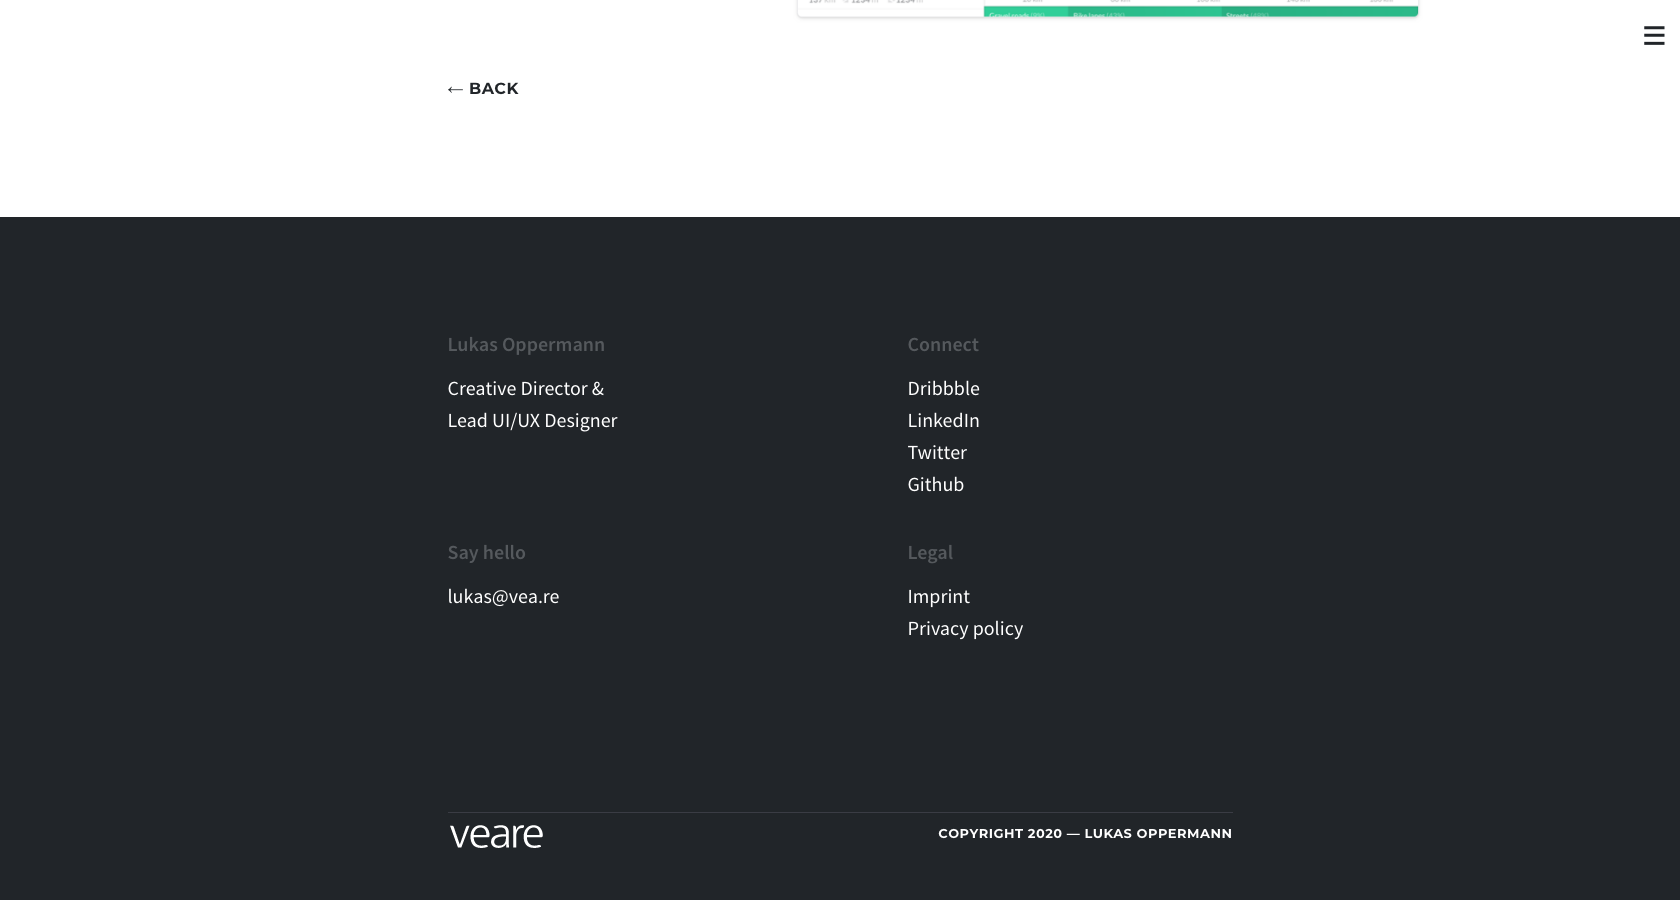 ← BACK
Lukas Oppermann
Creative Director &
Lead UI/UX Designer
Connect
Dribbble
LinkedIn
Twitter
Github
Say hello
lukas@vea.re
Legal
Imprint
Privacy policy
veare
COPYRIGHT 2020 — LUKAS OPPERMANN